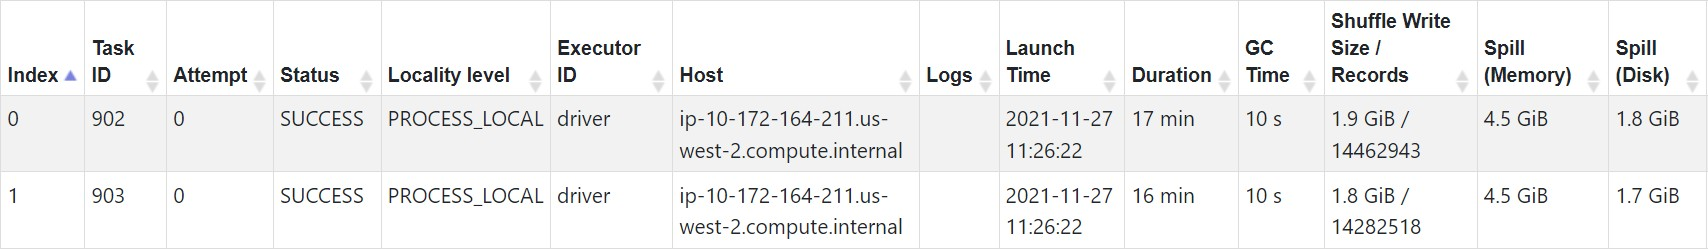 Index Task ID Attempt Status Locality level Executor ID Host Logs Launch Time Duration GC Time Shuffle Write Size / Records Spill (Memory) Spill (Disk)
0 902 0 SUCCESS PROCESS_LOCAL driver ip-10-172-164-211.us-west-2.compute.internal 2021-11-27 11:26:22 17 min 10 s 1.9 GiB / 14462943 4.5 GiB 1.8 GiB
1 903 0 SUCCESS PROCESS_LOCAL driver ip-10-172-164-211.us-west-2.compute.internal 2021-11-27 11:26:22 16 min 10 s 1.8 GiB / 14282518 4.5 GiB 1.7 GiB